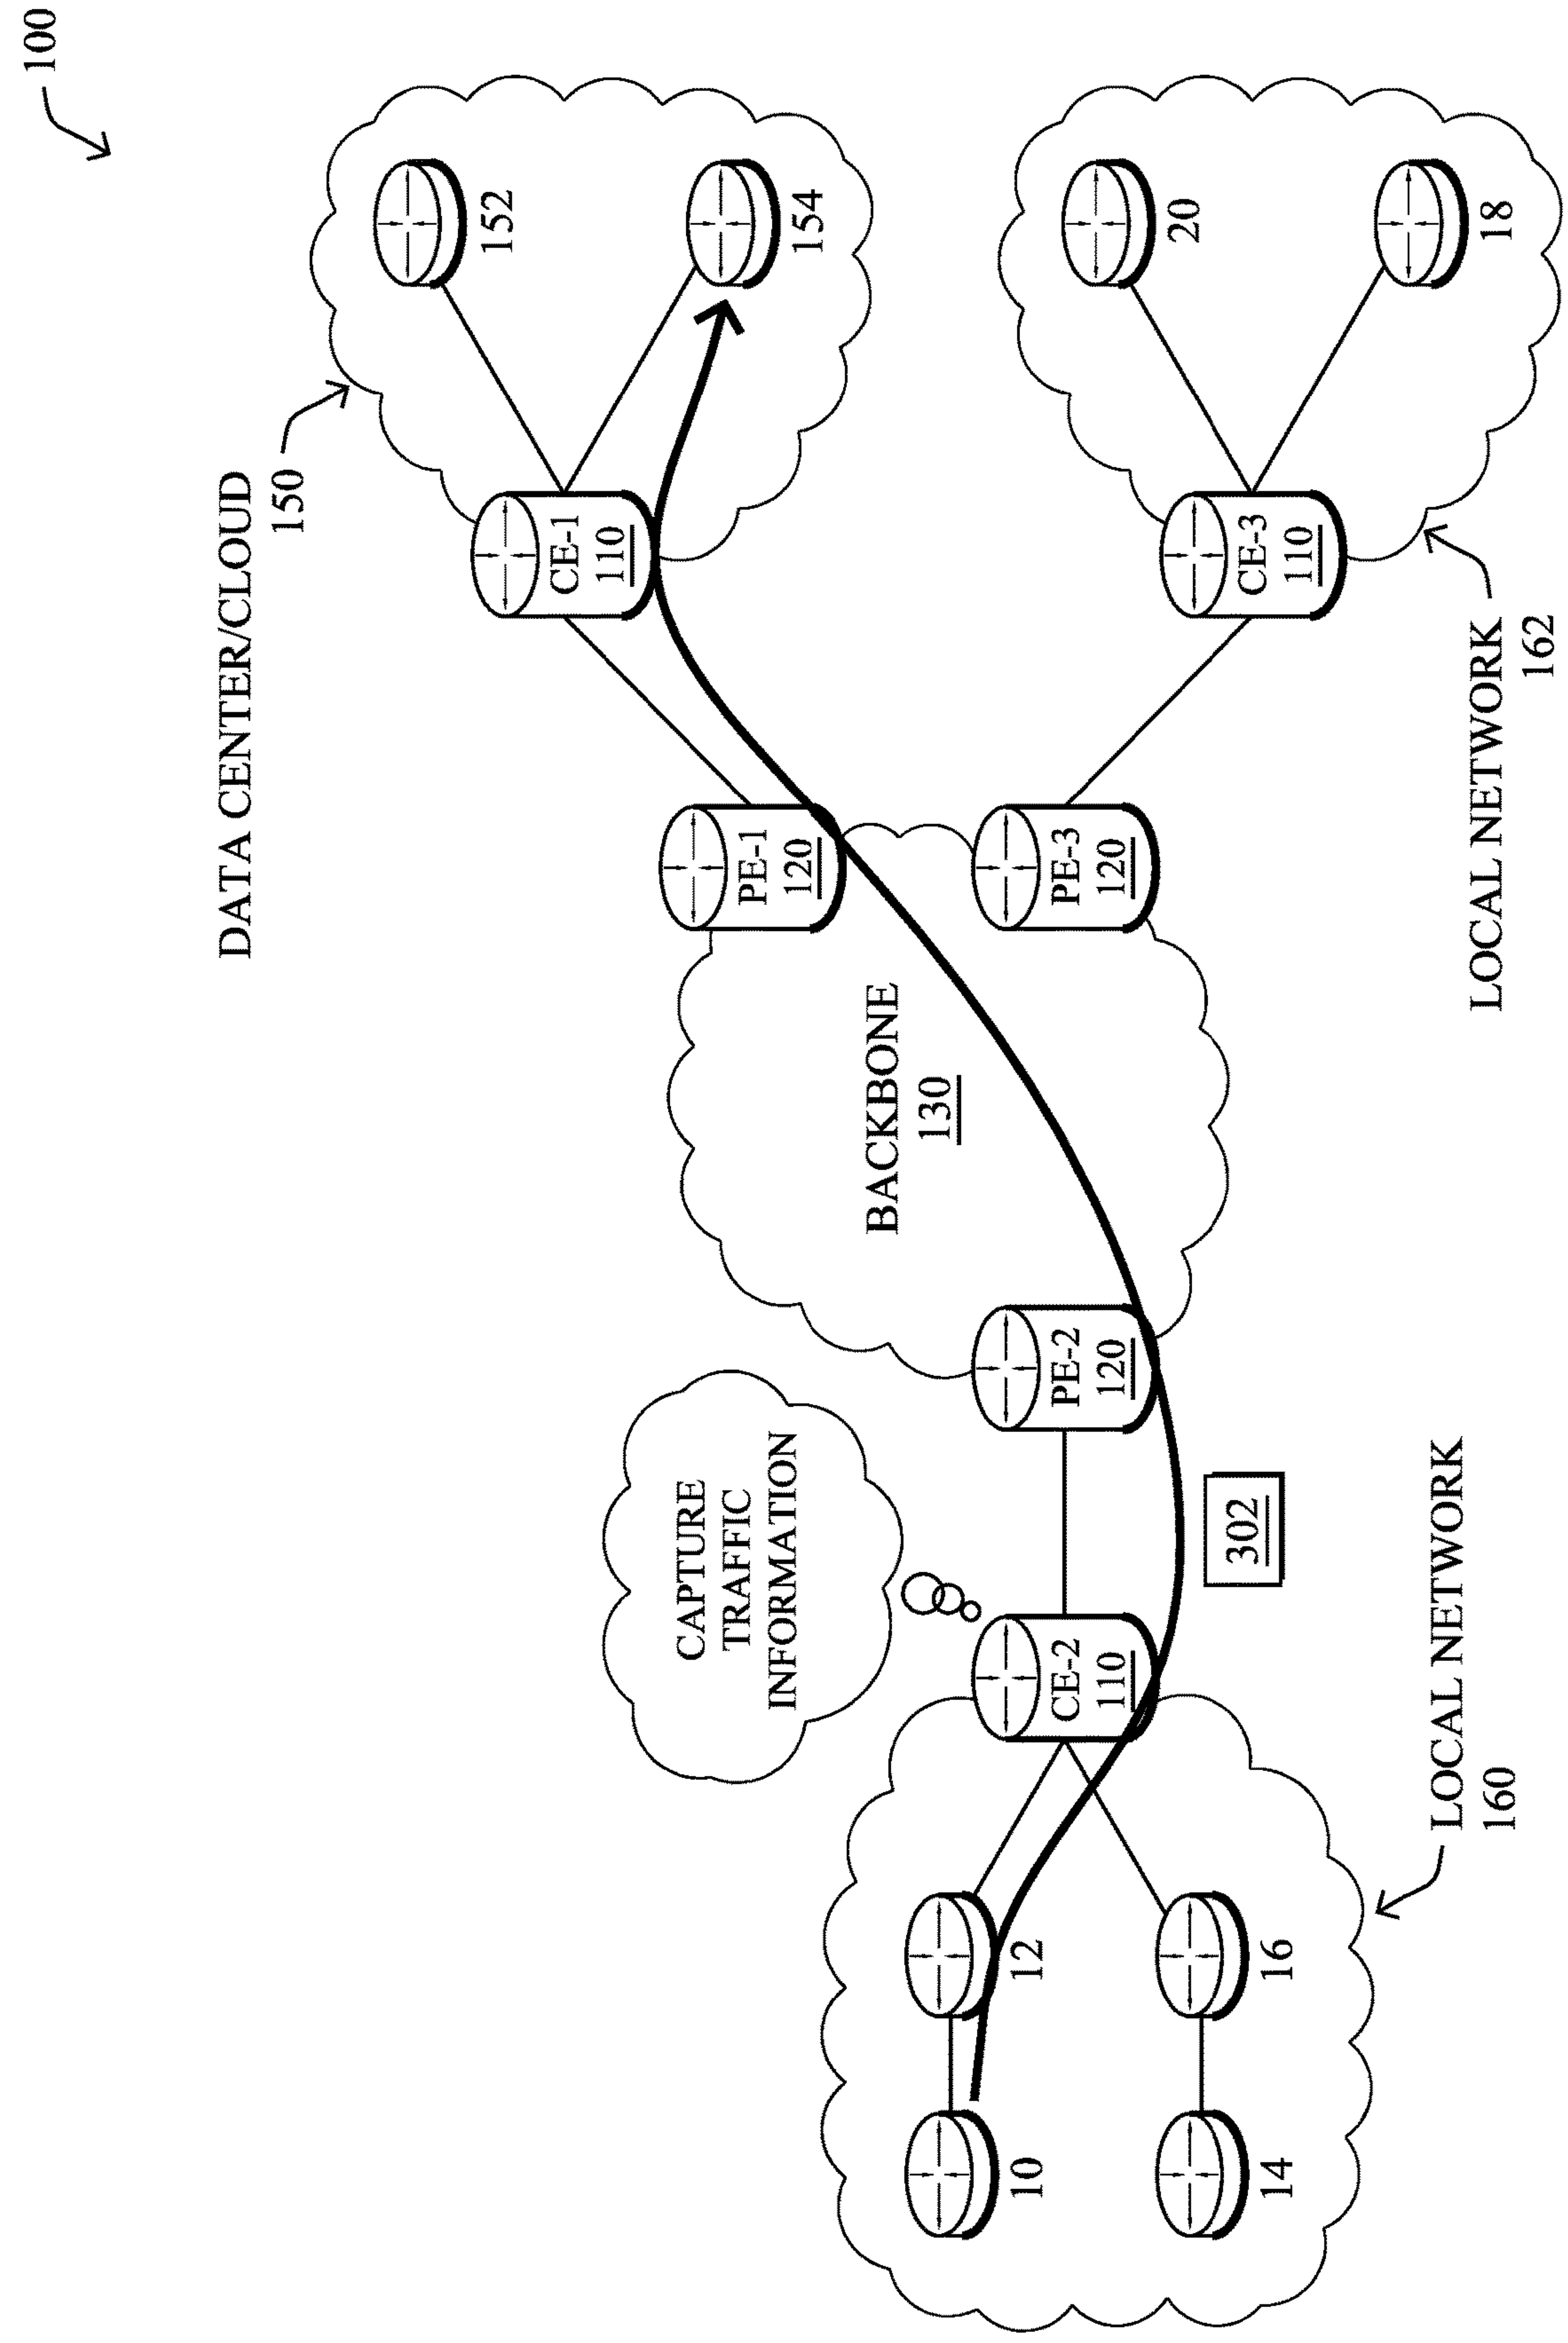 100
DATA CENTER/CLOUD
150
152
154
CE-1
110
PE-1
120
BACKBONE
130
CAPTURE
TRAFFIC
INFORMATION
10
12
CE-2
110
PE-2
120
PE-3
120
CE-3
110
20
18
14
16
302
LOCAL NETWORK
160
LOCAL NETWORK
162